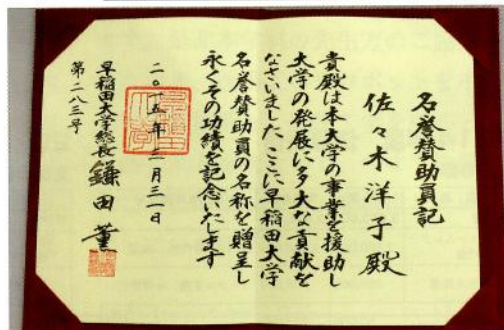 名誉賛助員記
佐々木洋子殿
貴殿は本大学の事業を援助し
大学の発展に多大な貢献を
なさいました ここに早稲田大学
名誉賛助員の名称を贈呈し
永くその功績を記念いたします
二〇十五年三月三一日
早稲田大学総長 鎌田薫
第二八三号